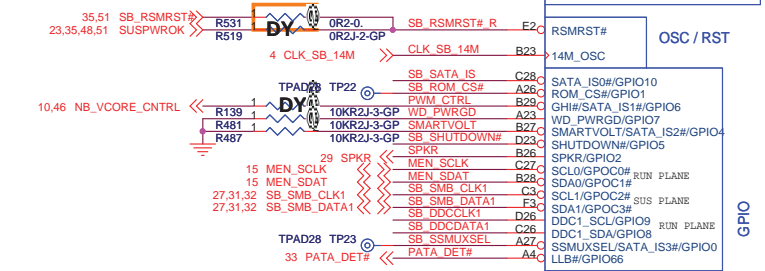 35,51 SB_RSMRST# R531 DY 0R2-0. SB_RSMRST#_R E2 RSMRST# OSC / RST
23,35,48,51 SUSPWROK R519 0R2J-2-GP
4 CLK_SB_14M CLK_SB_14M B23 14M_OSC
SB_SATA_IS C28 SATA_IS0#/GPIO10
TPAD28 TP22 SB_ROM_CS# A26 ROM_CS#/GPIO1
10,46 NB_VCORE_CNTRL DY PWM_CTRL B29 GHI#/SATA_IS1#/GPIO6
R139 10KR2J-3-GP WD_PWRGD A23 WD_PWRGD/GPIO7
R481 10KR2J-3-GP SMARTVOLT B27 SMARTVOLT/SATA_IS2#/GPIO4
R487 10KR2J-3-GP SB_SHUTDOWN# D23 SHUTDOWN#/GPIO5
29 SPKR SPKR B26 SPKR/GPIO2
15 MEN_SCLK MEN_SCLK C27 SCL0/GPOC0# RUN PLANE
15 MEN_SDAT MEN_SDAT B28 SDA0/GPOC1#
27,31,32 SB_SMB_CLK1 SB_SMB_CLK1 C3 SCL1/GPOC2# SUS PLANE
27,31,32 SB_SMB_DATA1 SB_SMB_DATA1 F3 SDA1/GPOC3#
SB_DDCCLK1 D26 DDC1_SCL/GPIO9 RUN PLANE
SB_DDCDATA1 C26 DDC1_SDA/GPIO8
TPAD28 TP23 SB_SSMUXSEL A27 SSMUXSEL/SATA_IS3#/GPIO0
33 PATA_DET# PATA_DET# A4 LLB#/GPIO66
GPIO